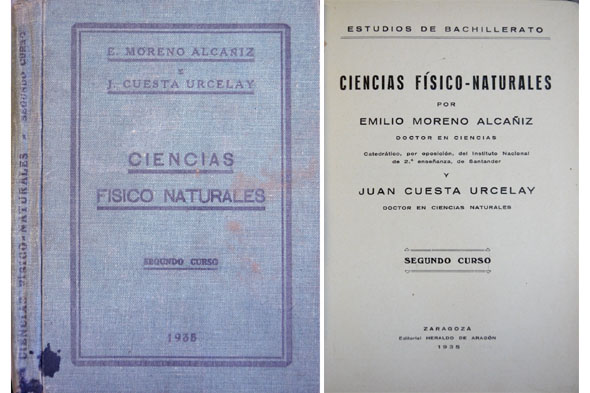 CIENCIAS FISICO-NATURALES - SEGUNDO CURSO
E. MORENO ALCAÑIZ
Y
J. CUESTA URCELAY
CIENCIAS
FISICO NATURALES
SEGUNDO CURSO
1935
ESTUDIOS DE BACHILLERATO
CIENCIAS FÍSICO-NATURALES
POR
EMILIO MORENO ALCAÑIZ
DOCTOR EN CIENCIAS
Catedrático, por oposición, del Instituto Nacional
de 2.ª enseñanza, de Santander
Y
JUAN CUESTA URCELAY
DOCTOR EN CIENCIAS NATURALES
SEGUNDO CURSO
ZARAGOZA
Editorial HERALDO DE ARAGÓN
1935